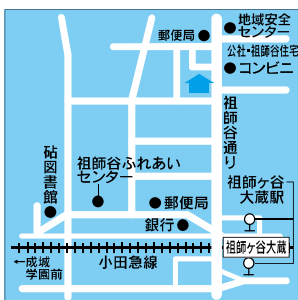 郵便局
地域安全
センター
公社・祖師谷住宅
コンビニ
祖師谷通り
砧図書館
祖師谷ふれあい
センター
郵便局
銀行
祖師ヶ谷
大蔵駅
祖師ヶ谷大蔵
←成城
学園前
小田急線